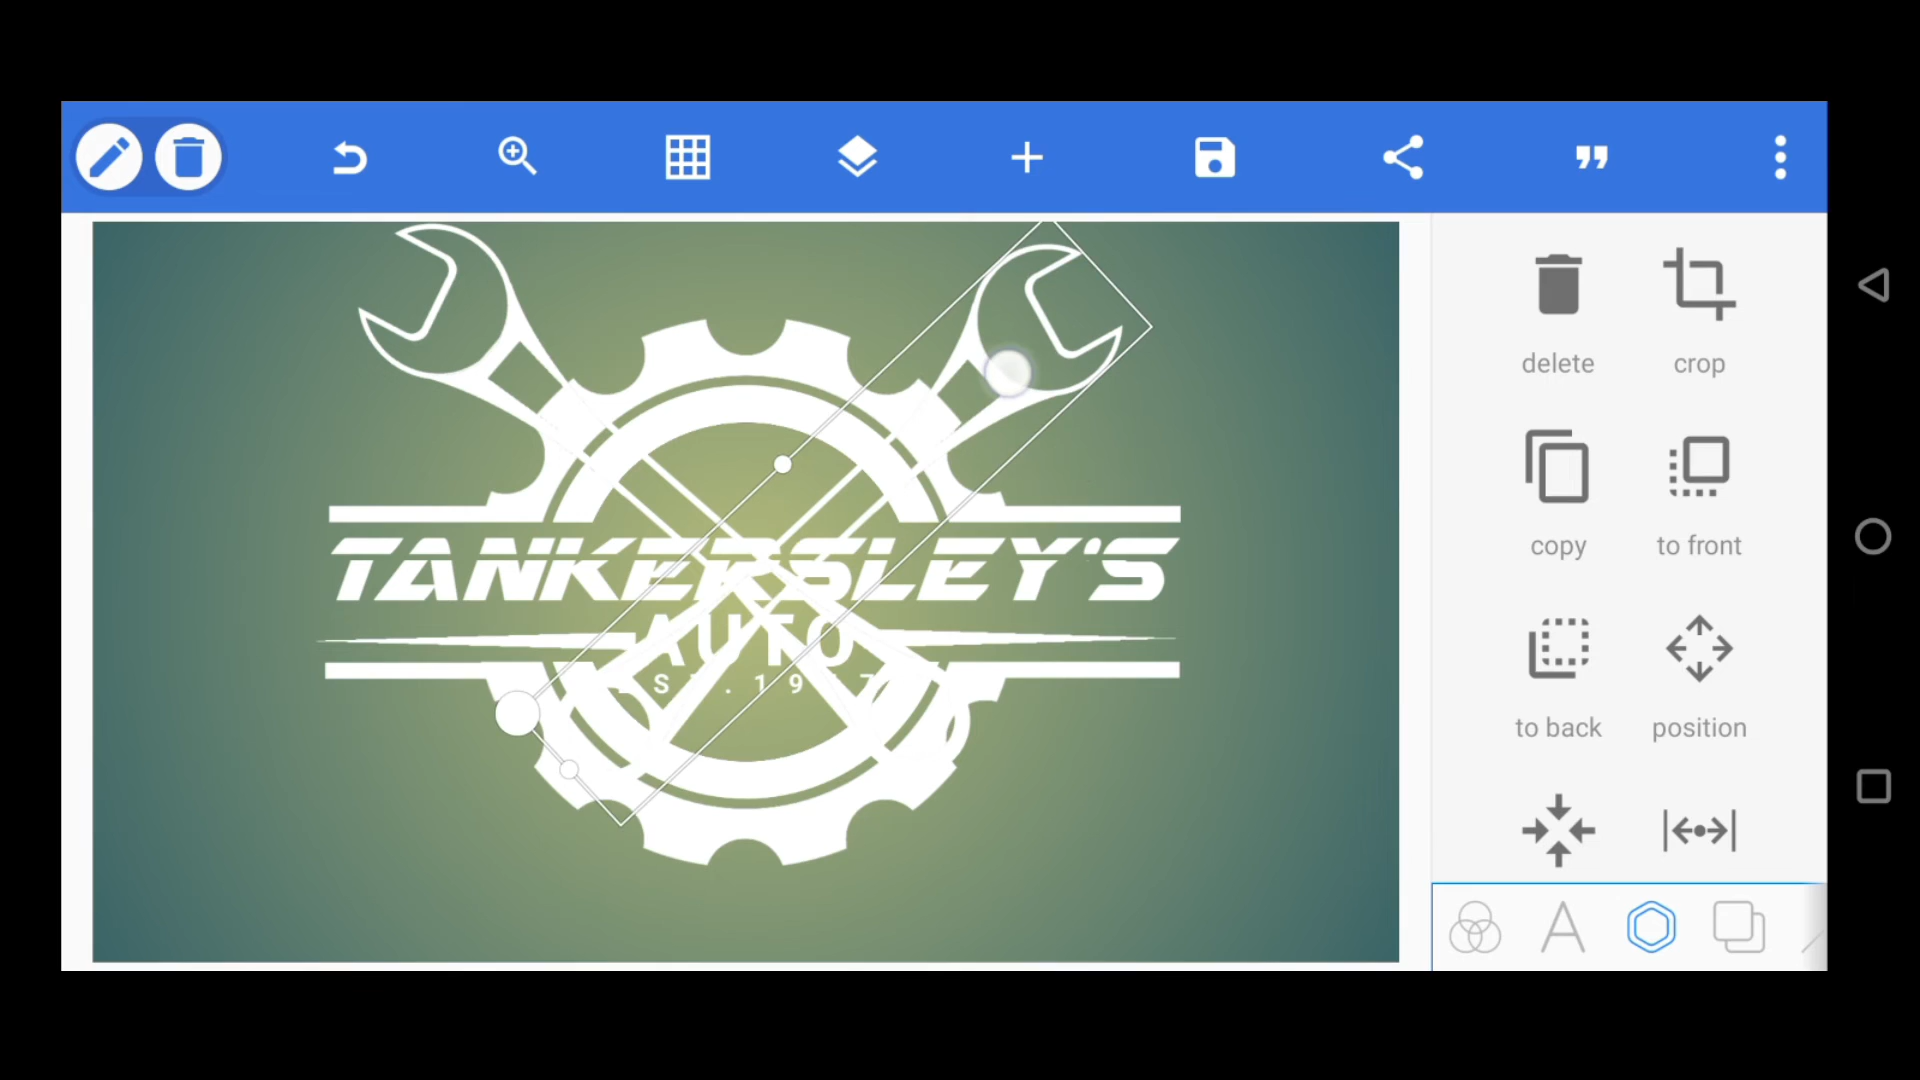 delete
crop
copy
to front
to back
position
TANKERSLEY'S
AUTO